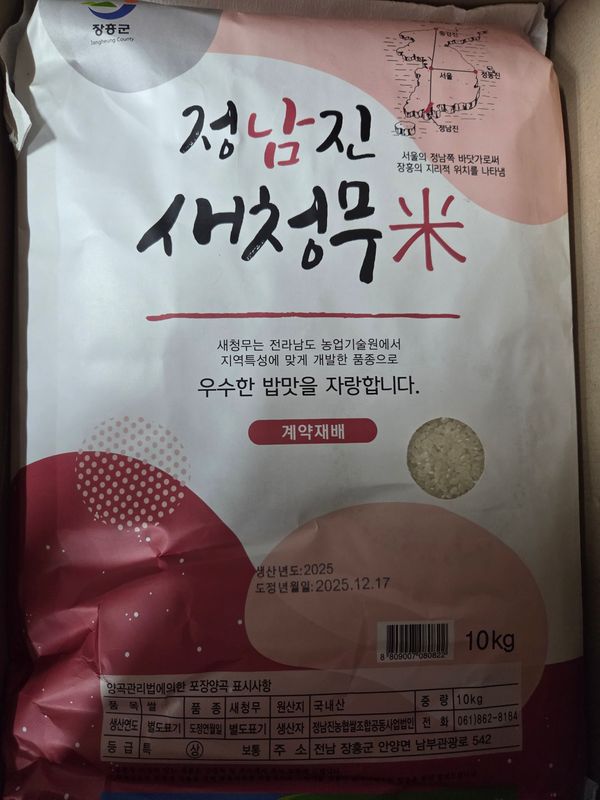 장흥군
Jangheung County
중강진
서울
정동진
정남진
서울의 정남쪽 바닷가로써
장흥의 지리적 위치를 나타냄
정남진
새청무米
새청무는 전라남도 농업기술원에서
지역특성에 맞게 개발한 품종으로
우수한 밥맛을 자랑합니다.
계약재배
생산년도:2025
도정년월일:2025.12.17
8 809007 080822
10kg
양곡관리법에의한 포장양곡 표시사항
품 목 쌀 품 종 새청무 원산지 국내산 중 량 10kg
생산연도 별도표기 도정연월일 별도표기 생산자 정남진농협쌀조합공동사업법인 전 화 061)862-8184
등 급 특 상 보통 주 소 전남 장흥군 안양면 남부관광로 542